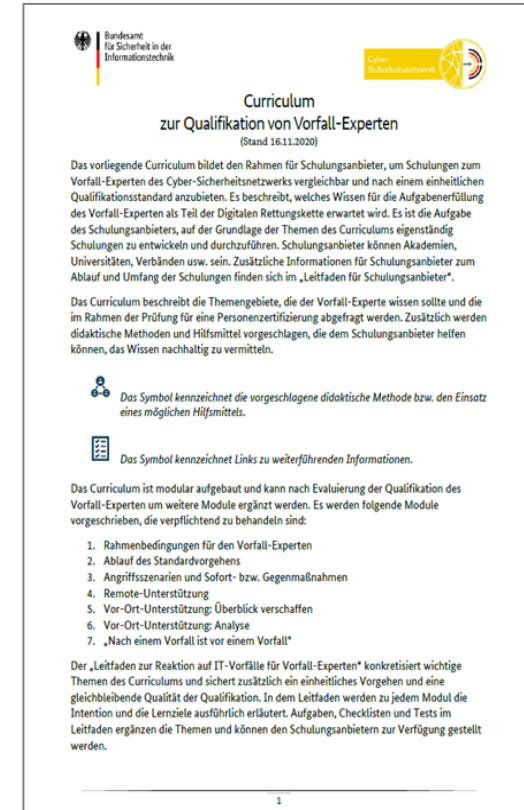 Bundesamt
für Sicherheit in der
Informationstechnik
Cyber-
Sicherheitsnetzwerk
Curriculum
zur Qualifikation von Vorfall-Experten
(Stand 16.11.2020)
Das vorliegende Curriculum bildet den Rahmen für Schulungsanbieter, um Schulungen zum
Vorfall-Experten des Cyber-Sicherheitsnetzwerks vergleichbar und nach einem einheitlichen
Qualifikationsstandard anzubieten. Es beschreibt, welches Wissen für die Aufgabenerfüllung
des Vorfall-Experten als Teil der Digitalen Rettungskette erwartet wird. Es ist die Aufgabe
des Schulungsanbieters, auf der Grundlage der Themen des Curriculums eigenständig
Schulungen zu entwickeln und durchzuführen. Schulungsanbieter können Akademien,
Universitäten, Verbänden usw. sein. Zusätzliche Informationen für Schulungsanbieter zum
Ablauf und Umfang der Schulungen finden sich im „Leitfaden für Schulungsanbieter".
Das Curriculum beschreibt die Themengebiete, die der Vorfall-Experte wissen sollte und die
im Rahmen der Prüfung für eine Personenzertifizierung abgefragt werden. Zusätzlich werden
didaktische Methoden und Hilfsmittel vorgeschlagen, die dem Schulungsanbieter helfen
können, das Wissen nachhaltig zu vermitteln.
Das Symbol kennzeichnet die vorgeschlagene didaktische Methode bzw. den Einsatz
eines möglichen Hilfsmittels.
Das Symbol kennzeichnet Links zu weiterführenden Informationen.
Das Curriculum ist modular aufgebaut und kann nach Evaluierung der Qualifikation des
Vorfall-Experten um weitere Module ergänzt werden. Es werden folgende Module
vorgeschrieben, die verpflichtend zu behandeln sind:
1. Rahmenbedingungen für den Vorfall-Experten
2. Ablauf des Standardvorgehens
3. Angriffsszenarien und Sofort- bzw. Gegenmaßnahmen
4. Remote-Unterstützung
5. Vor-Ort-Unterstützung: Überblick verschaffen
6. Vor-Ort-Unterstützung: Analyse
7. „Nach einem Vorfall ist vor einem Vorfall"
Der „Leitfaden zur Reaktion auf IT-Vorfälle für Vorfall-Experten" konkretisiert wichtige
Themen des Curriculums und sichert zusätzlich ein einheitliches Vorgehen und eine
gleichbleibende Qualität der Qualifikation. In dem Leitfaden werden zu jedem Modul die
Intention und die Lernziele ausführlich erläutert. Aufgaben, Checklisten und Tests im
Leitfaden ergänzen die Themen und können den Schulungsanbietern zur Verfügung gestellt
werden.
1